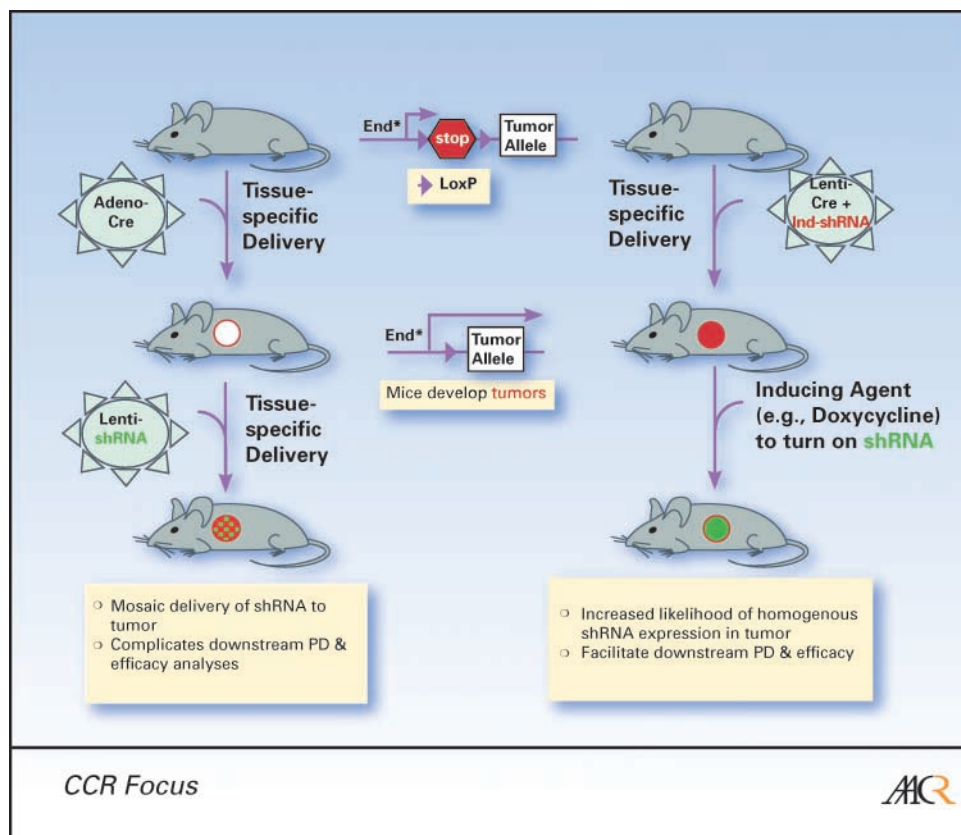 End*
stop
Tumor
Allele
LoxP
Adeno-
Cre
Tissue-
specific
Delivery
Tissue-
specific
Delivery
Lenti-
Cre +
Ind-shRNA
End*
Tumor
Allele
Mice develop tumors
Lenti-
shRNA
Tissue-
specific
Delivery
Inducing Agent
(e.g., Doxycycline)
to turn on shRNA
○ Mosaic delivery of shRNA to
tumor
○ Complicates downstream PD &
efficacy analyses
○ Increased likelihood of homogenous
shRNA expression in tumor
○ Facilitate downstream PD & efficacy
CCR Focus
AACR